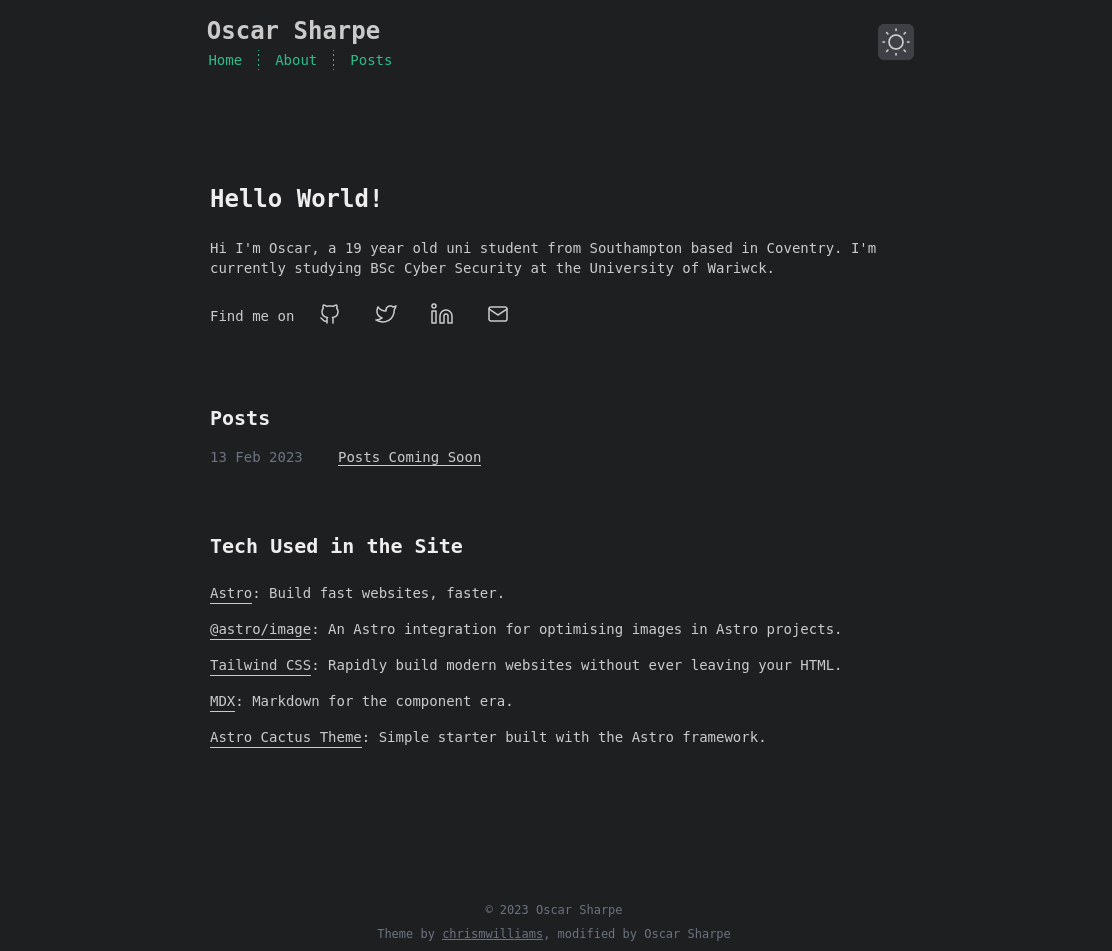 Oscar Sharpe
Home About Posts
Hello World!
Hi I'm Oscar, a 19 year old uni student from Southampton based in Coventry. I'm
currently studying BSc Cyber Security at the University of Wariwck.
Find me on
Posts
13 Feb 2023 Posts Coming Soon
Tech Used in the Site
Astro: Build fast websites, faster.
@astro/image: An Astro integration for optimising images in Astro projects.
Tailwind CSS: Rapidly build modern websites without ever leaving your HTML.
MDX: Markdown for the component era.
Astro Cactus Theme: Simple starter built with the Astro framework.
© 2023 Oscar Sharpe
Theme by chrismwilliams, modified by Oscar Sharpe